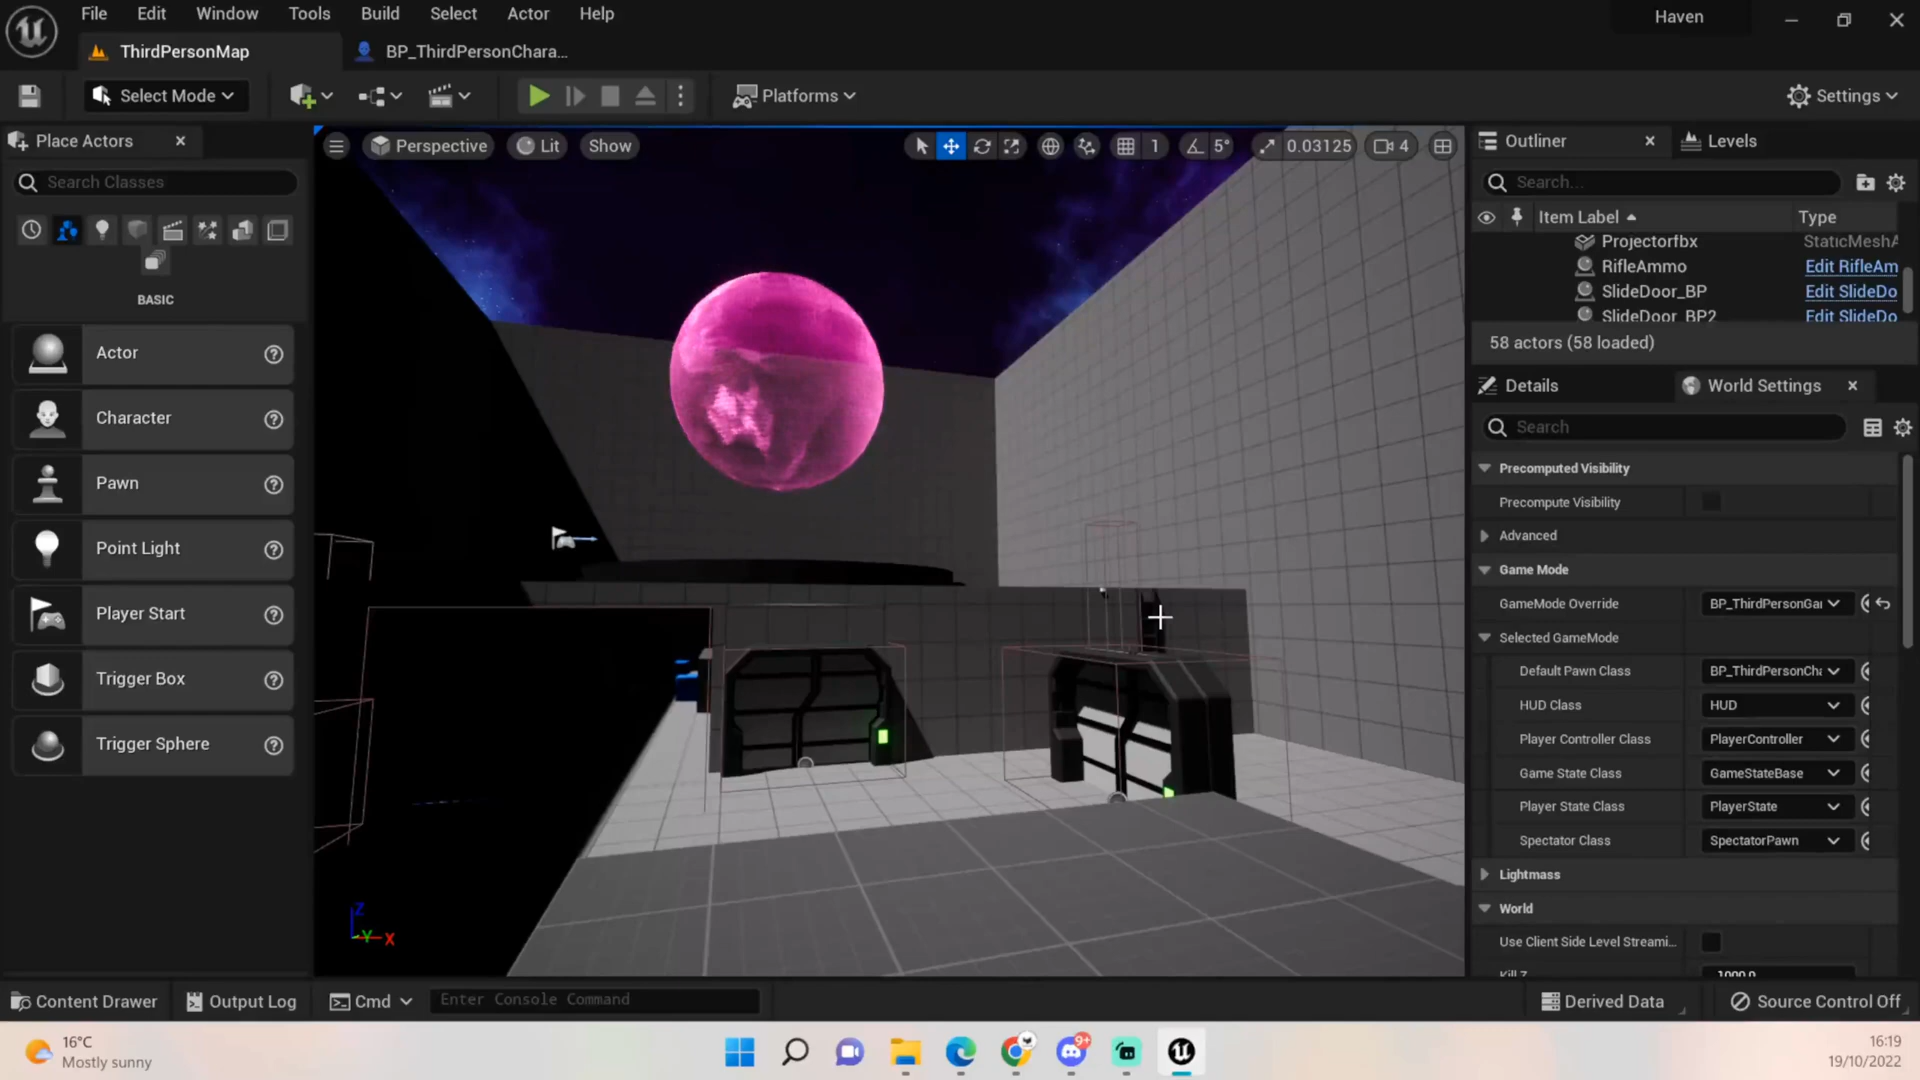 File Edit Window Tools Build Select Actor Help
Haven
ThirdPersonMap
BP_ThirdPersonChara...
Select Mode
Platforms
Settings
Place Actors
Search Classes
BASIC
Actor
Character
Pawn
Point Light
Player Start
Trigger Box
Trigger Sphere
Perspective
Lit
Show
1
5°
0.03125
4
Z
Y
X
Outliner
Levels
Search...
Item Label
Type
Projectorfbx
StaticMeshA
RifleAmmo
Edit RifleAm
SlideDoor_BP
Edit SlideDo
SlideDoor_BP2
Edit SlideDo
58 actors (58 loaded)
Details
World Settings
Search
Precomputed Visibility
Precompute Visibility
Advanced
Game Mode
GameMode Override
BP_ThirdPersonGa
Selected GameMode
Default Pawn Class
BP_ThirdPersonCh
HUD Class
HUD
Player Controller Class
PlayerController
Game State Class
GameStateBase
Player State Class
PlayerState
Spectator Class
SpectatorPawn
Lightmass
World
Use Client Side Level Streami...
Kill Z
-1000.0
Content Drawer
Output Log
Cmd
Enter Console Command
Derived Data
Source Control Off
16°C
Mostly sunny
9+
16:19
19/10/2022